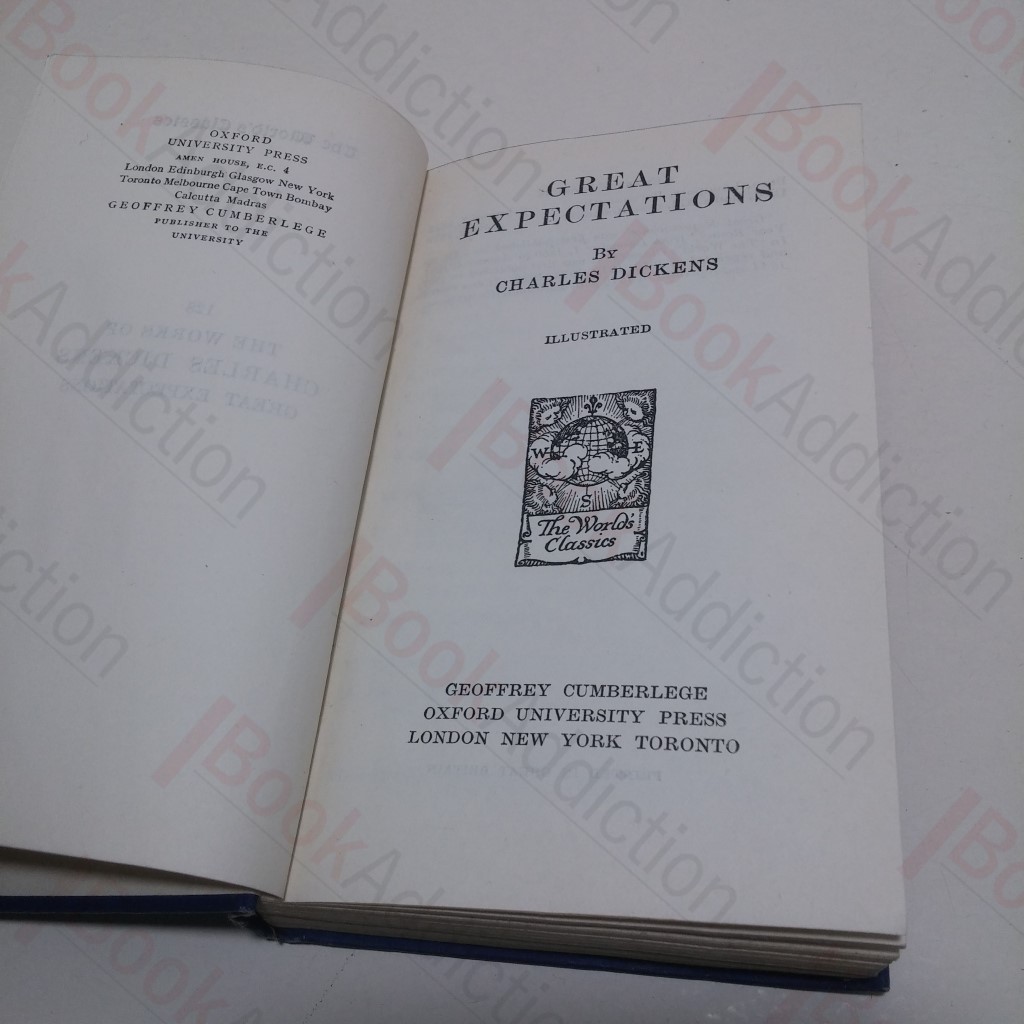 OXFORD
UNIVERSITY PRESS
AMEN HOUSE, E.C. 4
London Edinburgh Glasgow New York
Toronto Melbourne Cape Town Bombay
Calcutta Madras
GEOFFREY CUMBERLEGE
PUBLISHER TO THE
UNIVERSITY
GREAT
EXPECTATIONS
BY
CHARLES DICKENS
ILLUSTRATED
W E
S
The World's
Classics
GEOFFREY CUMBERLEGE
OXFORD UNIVERSITY PRESS
LONDON NEW YORK TORONTO
BookAddiction